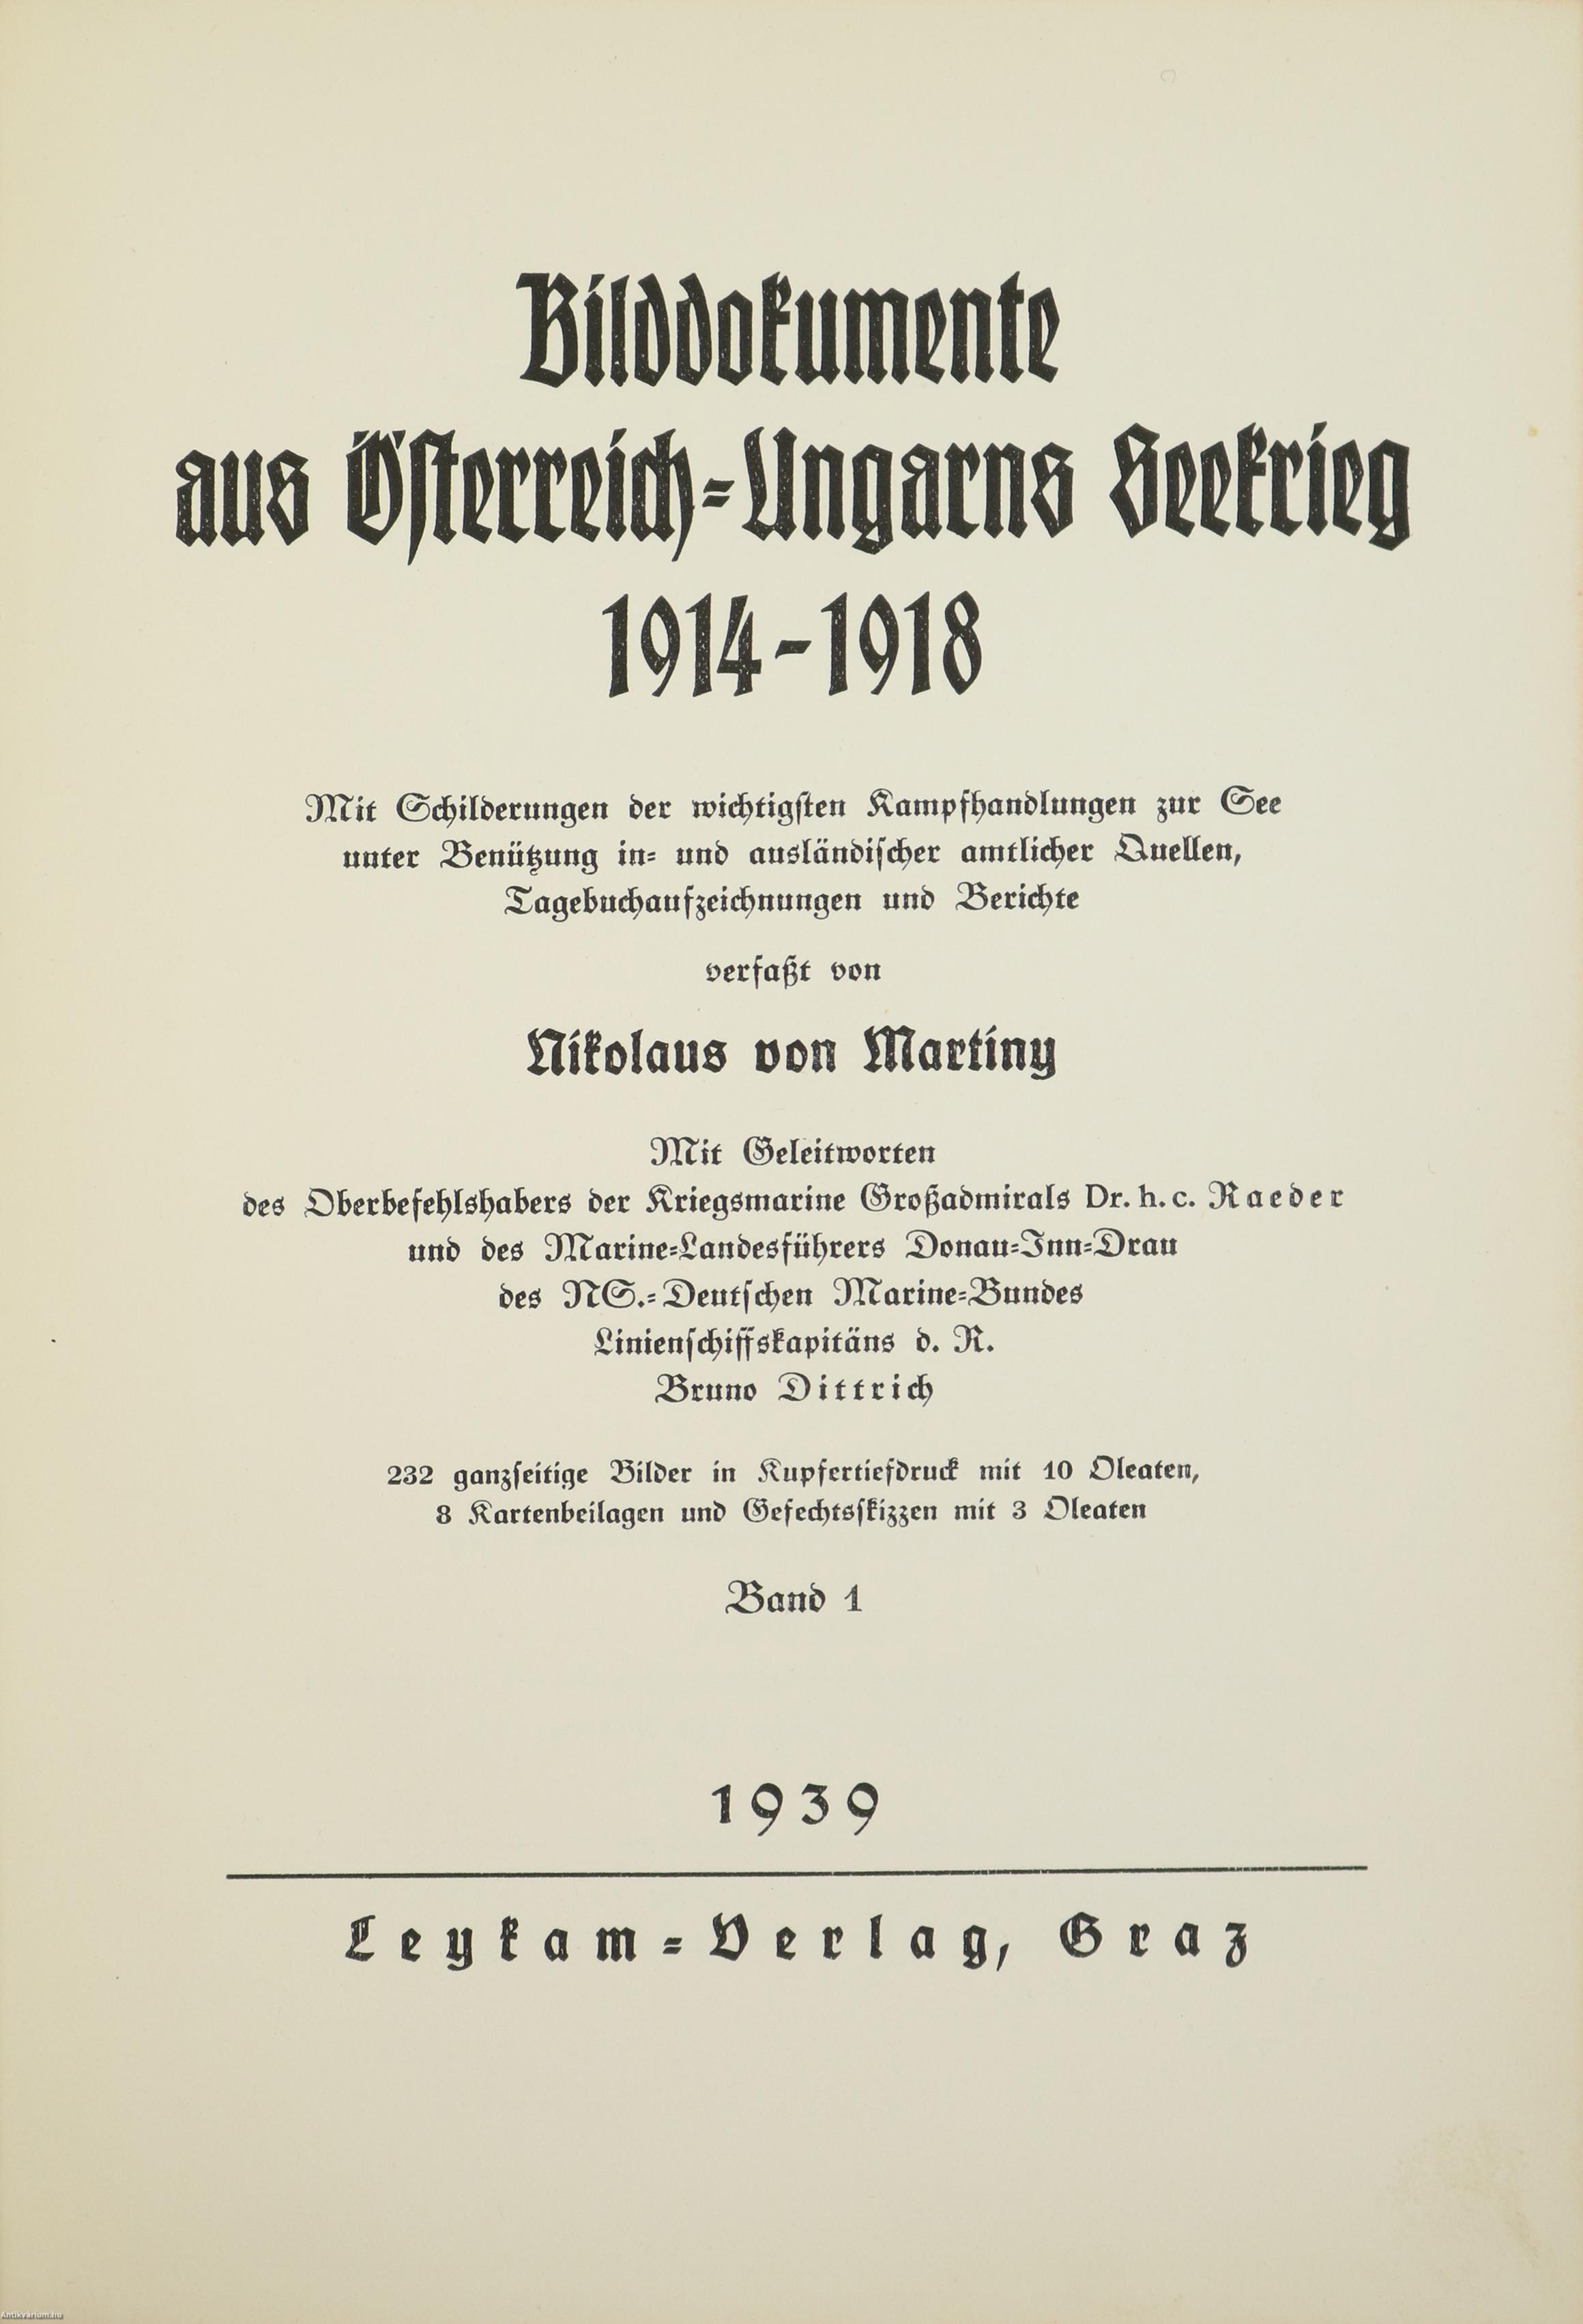 Bilddokumente
aus Österreich-Ungarns Seekrieg
1914-1918
Mit Schilderungen der wichtigsten Kampfhandlungen zur See
unter Benützung in- und ausländischer amtlicher Quellen,
Tagebuchaufzeichnungen und Berichte
verfaßt von
Nikolaus von Martiny
Mit Geleitworten
des Oberbefehlshabers der Kriegsmarine Großadmirals Dr. h. c. Raeder
und des Marine-Landesführers Donau-Inn-Drau
des NS.-Deutschen Marine-Bundes
Linienschiffskapitäns d. R.
Bruno Dittrich
232 ganzseitige Bilder in Kupfertiefdruck mit 10 Oleaten,
8 Kartenbeilagen und Gefechtsskizzen mit 3 Oleaten
Band 1
1939
Leykam-Verlag, Graz
Antikvarium.hu